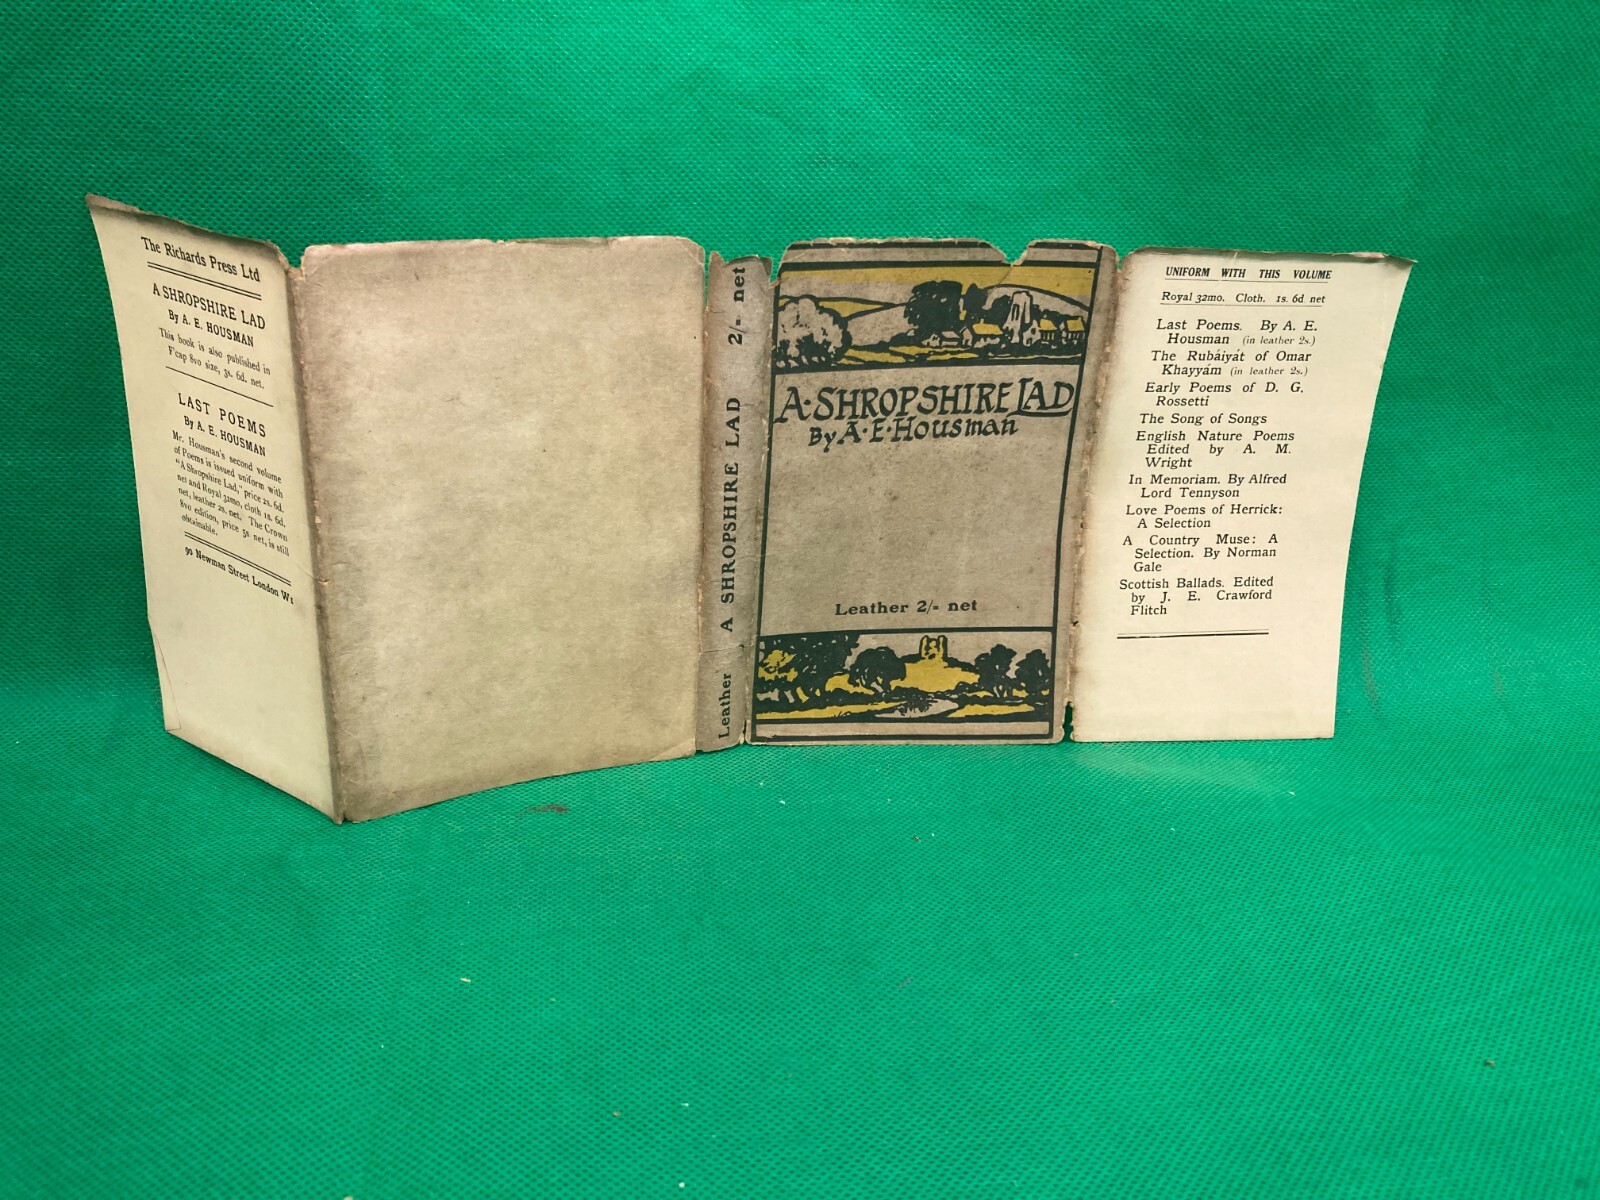 The Richards Press Ltd
A SHROPSHIRE LAD
By A. E. HOUSMAN
This book is also published in
F'cap 8vo size, 3s. 6d. net.
LAST POEMS
By A. E. HOUSMAN
Mr. Housman's second volume
of Poems is issued uniform with
"A Shropshire Lad," price 2s. 6d.
net and Royal 32mo, cloth 1s. 6d.
net, leather 2s. net. The Crown
8vo edition, price 5s net, is still
obtainable.
90 Newman Street London W1
Leather A SHROPSHIRE LAD 2/- net
A·SHROPSHIRE LAD
By A·E·Housman
Leather 2/- net
UNIFORM WITH THIS VOLUME
Royal 32mo. Cloth. 1s. 6d net
Last Poems. By A. E.
Housman (in leather 2s.)
The Rubáiyát of Omar
Khayyám (in leather 2s.)
Early Poems of D. G.
Rossetti
The Song of Songs
English Nature Poems
Edited by A. M.
Wright
In Memoriam. By Alfred
Lord Tennyson
Love Poems of Herrick:
A Selection
A Country Muse: A
Selection. By Norman
Gale
Scottish Ballads. Edited
by J. E. Crawford
Flitch